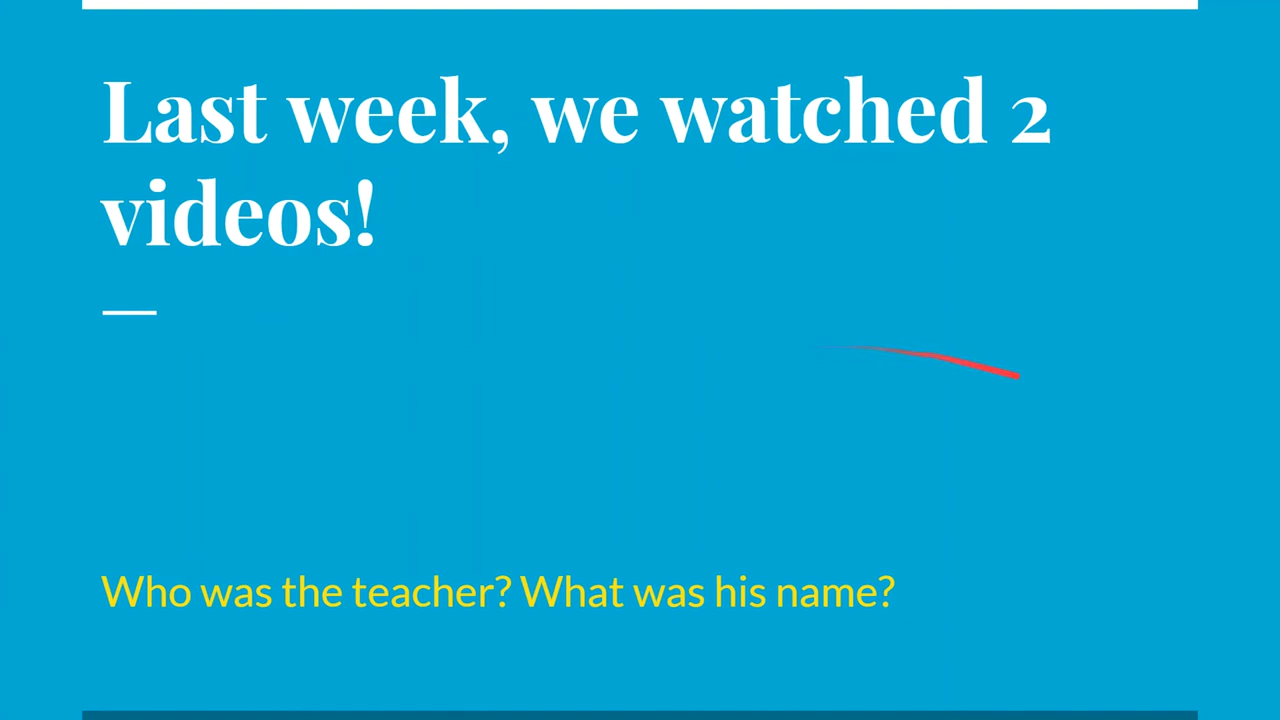 Last week, we watched 2
videos!
Who was the teacher? What was his name?